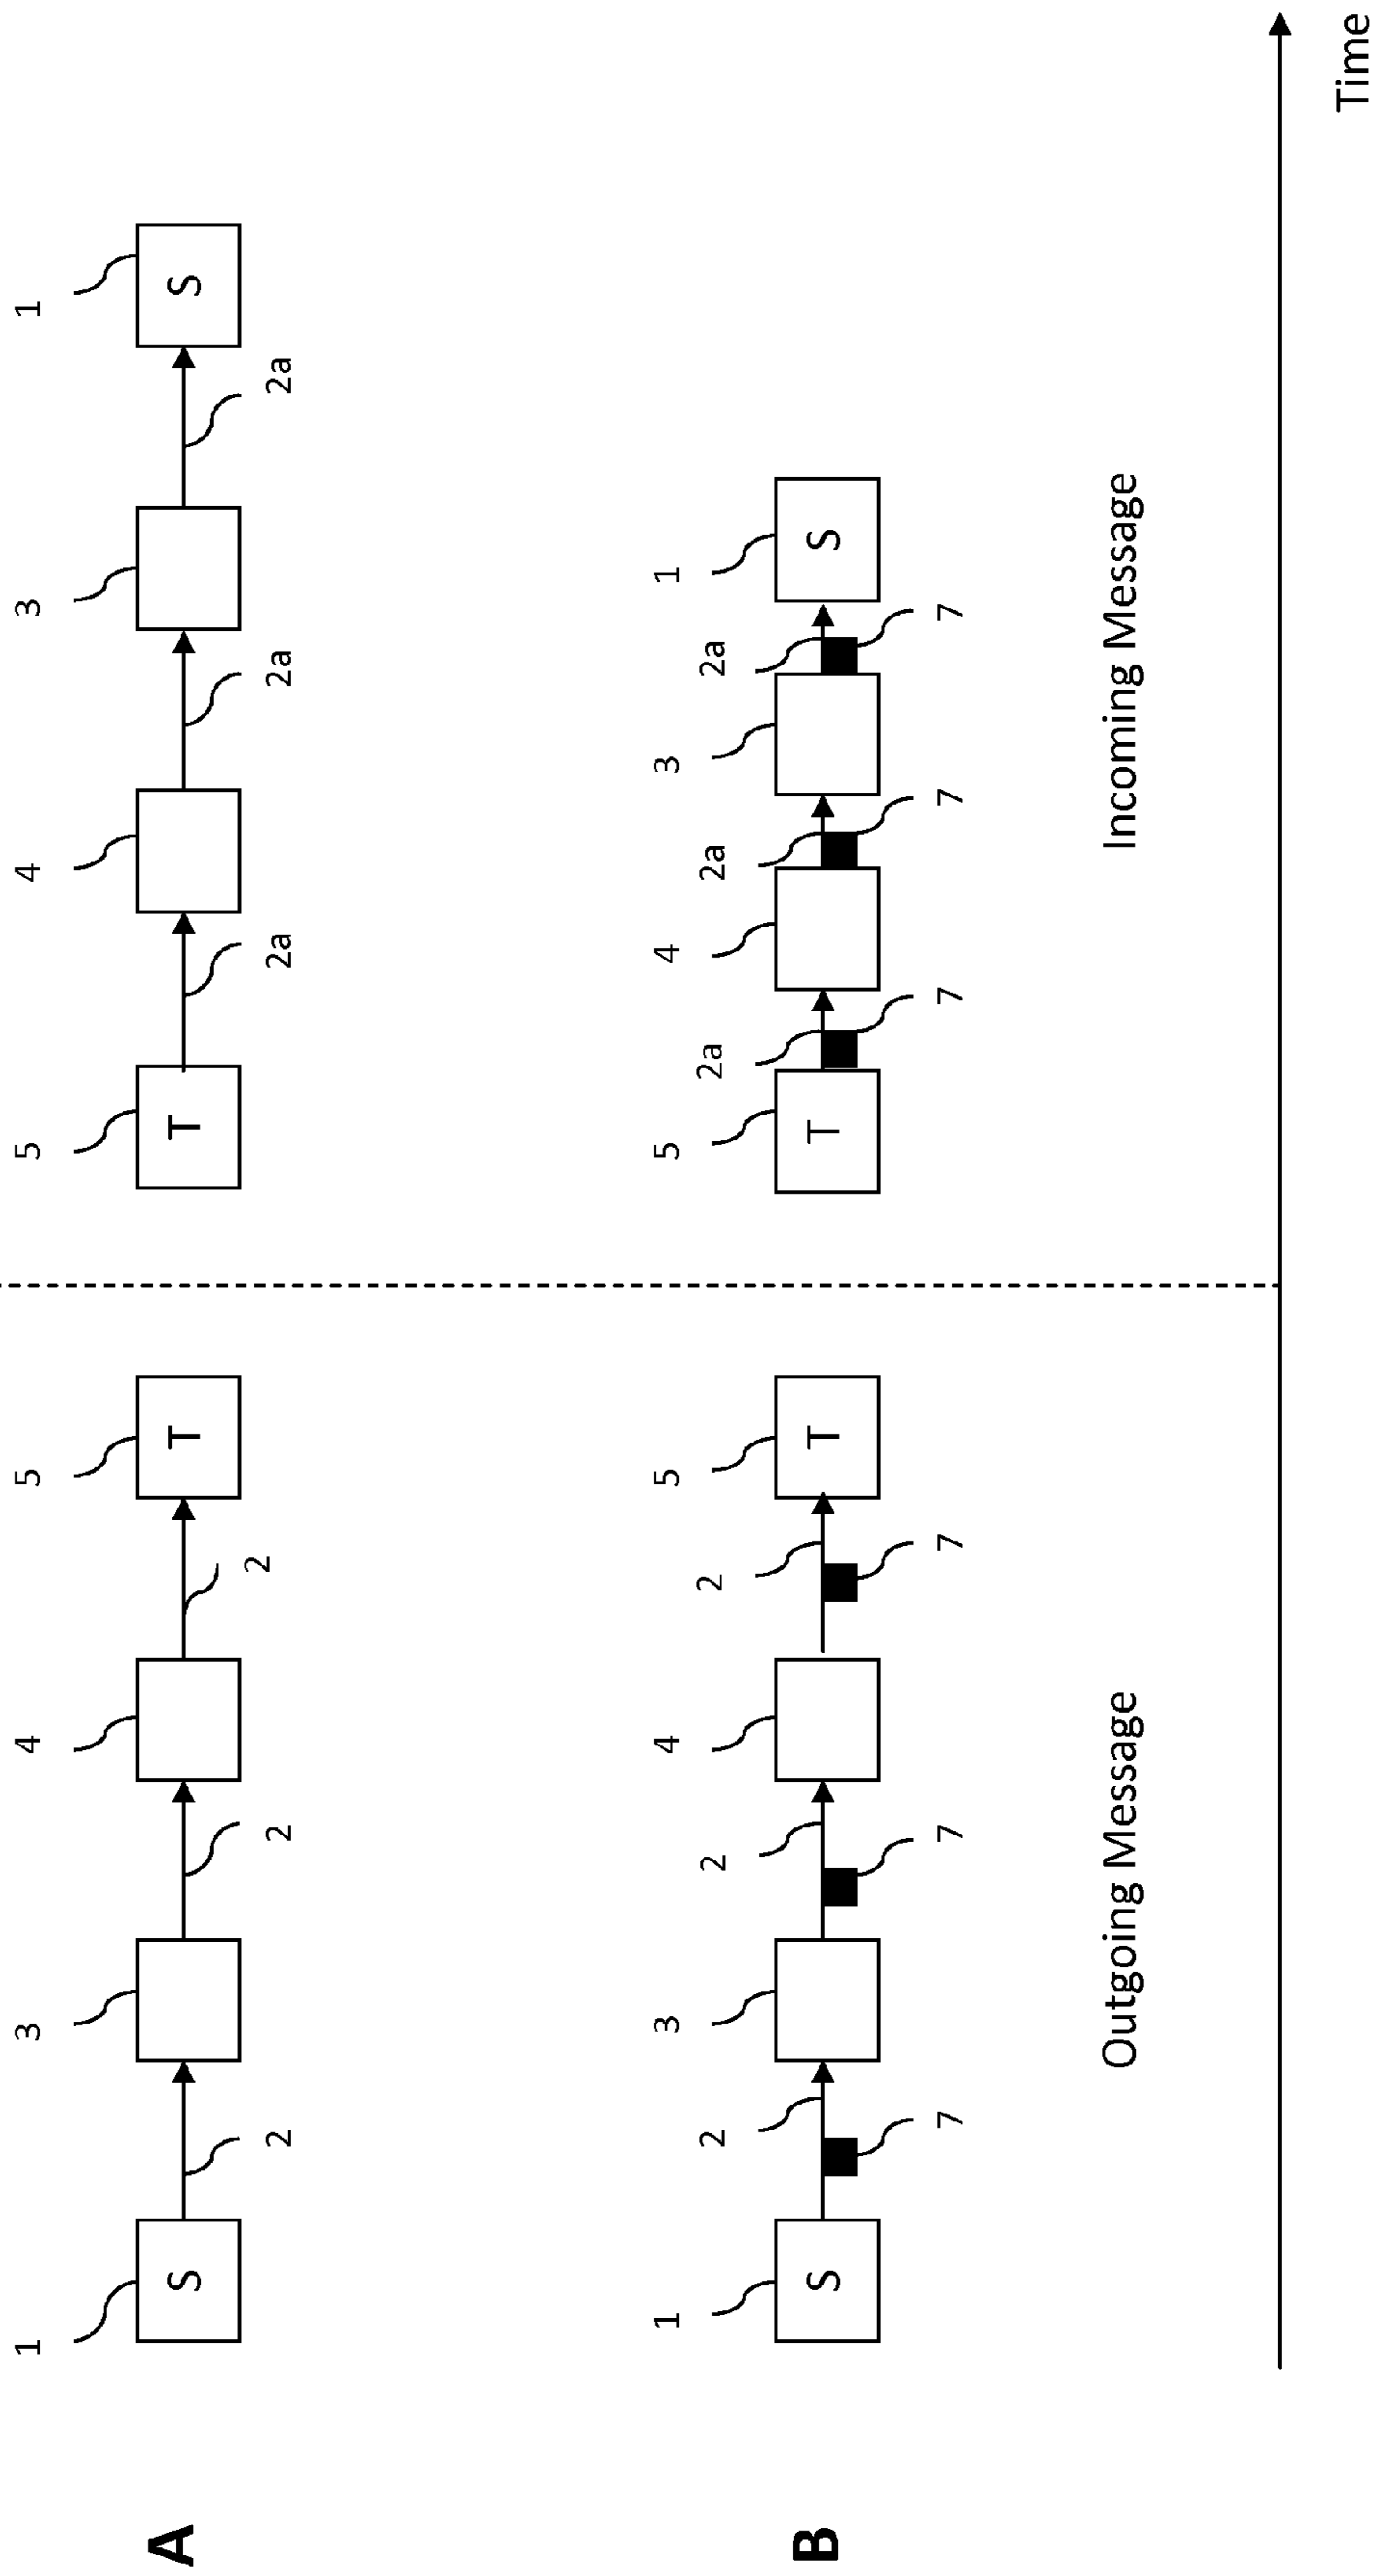 1 3 4 5 5 4 3 1
A S T T S
2 2 2 2a 2a 2a
1 3 4 5 5 4 3 1
2 2 2 2a 2a 2a
B S T T S
7 7 7 7 7 7
Outgoing Message Incoming Message
Time